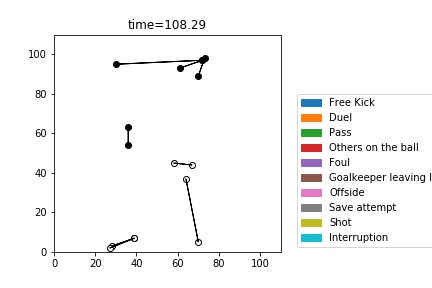 time=108.29
100
80
60
40
20
0
0 20 40 60 80 100
Free Kick
Duel
Pass
Others on the ball
Foul
Goalkeeper leaving l
Offside
Save attempt
Shot
Interruption